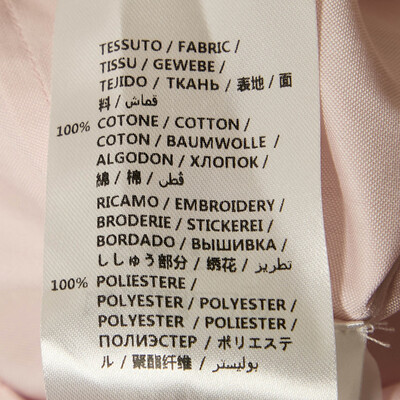 TESSUTO / FABRIC /
TISSU / GEWEBE /
TEJIDO / ТКАНЬ / 表地 / 面
料 / قماش /
100% COTONE / COTTON /
COTON / BAUMWOLLE /
ALGODON / ХЛОПОК /
綿 / 棉 / قطن /
RICAMO / EMBROIDERY /
BRODERIE / STICKEREI /
BORDADO / ВЫШИВКА /
ししゅう部分 / 绣花 / تطريز /
100% POLIESTERE /
POLYESTER / POLYESTER /
POLYESTER / POLIESTER /
ПОЛИЭСТЕР / ポリエステ
ル / 聚酯纤维 / بوليستر /